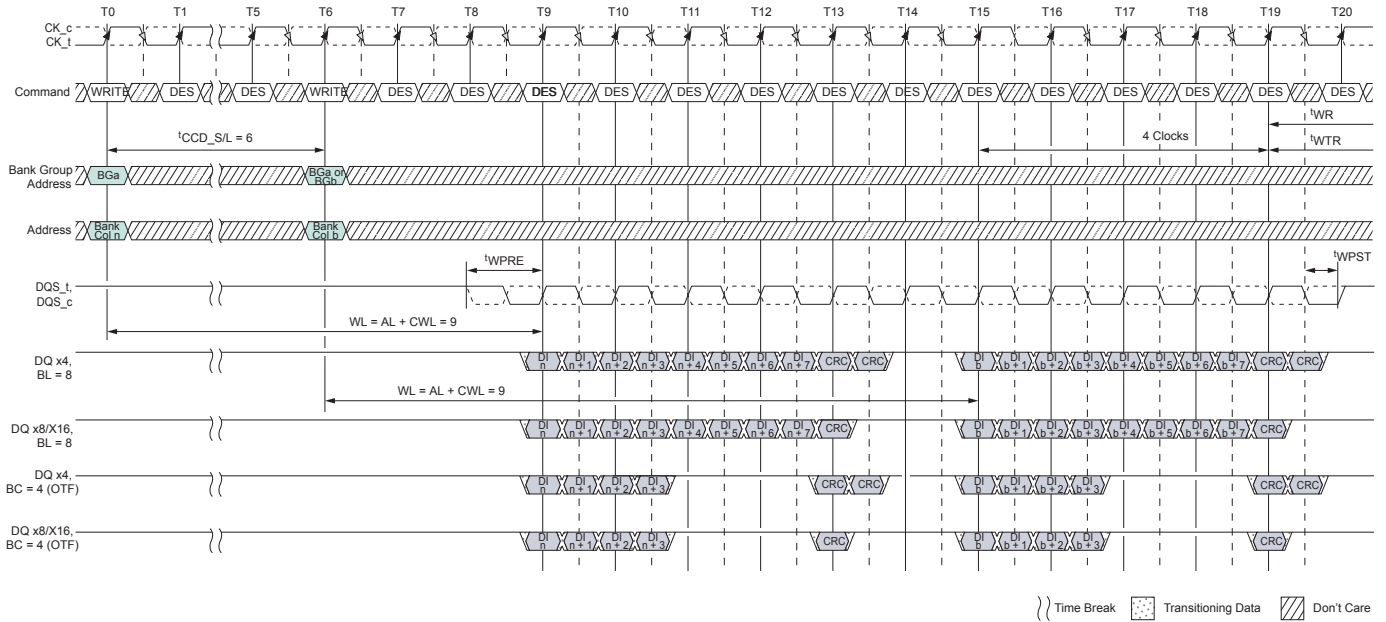 T0 T1 T5 T6 T7 T8 T9 T10 T11 T12 T13 T14 T15 T16 T17 T18 T19 T20
CK_c
CK_t
Command WRITE DES DES WRITE DES DES DES DES DES DES DES DES DES DES DES DES DES DES
tWR
tCCD_S/L = 6 4 Clocks tWTR
Bank Group
Address BGa BGa or
BGb
Address Bank
Col n Bank
Col b
tWPRE tWPST
DQS_t,
DQS_c
WL = AL + CWL = 9
DQ x4,
BL = 8
DI
n DI
n + 1 DI
n + 2 DI
n + 3 DI
n + 4 DI
n + 5 DI
n + 6 DI
n + 7 CRC CRC DI
b DI
b + 1 DI
b + 2 DI
b + 3 DI
b + 4 DI
b + 5 DI
b + 6 DI
b + 7 CRC CRC
WL = AL + CWL = 9
DQ x8/X16,
BL = 8
DI
n DI
n + 1 DI
n + 2 DI
n + 3 DI
n + 4 DI
n + 5 DI
n + 6 DI
n + 7 CRC DI
b DI
b + 1 DI
b + 2 DI
b + 3 DI
b + 4 DI
b + 5 DI
b + 6 DI
b + 7 CRC
DQ x4,
BC = 4 (OTF)
DI
n DI
n + 1 DI
n + 2 DI
n + 3 CRC CRC DI
b DI
b + 1 DI
b + 2 DI
b + 3 CRC CRC
DQ x8/X16,
BC = 4 (OTF)
DI
n DI
n + 1 DI
n + 2 DI
n + 3 CRC DI
b DI
b + 1 DI
b + 2 DI
b + 3 CRC
Time Break Transitioning Data Don't Care